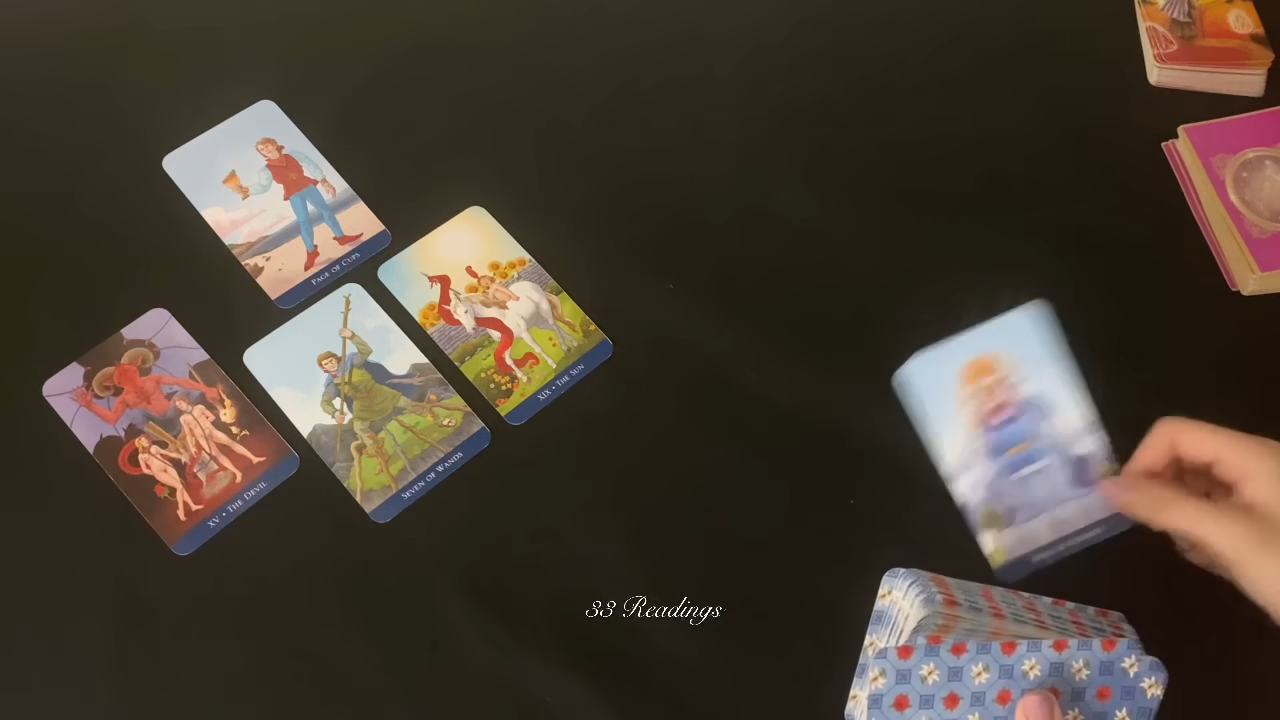 PAGE OF CUPS
XIX • THE SUN
SEVEN OF WANDS
XV • THE DEVIL
33 Readings